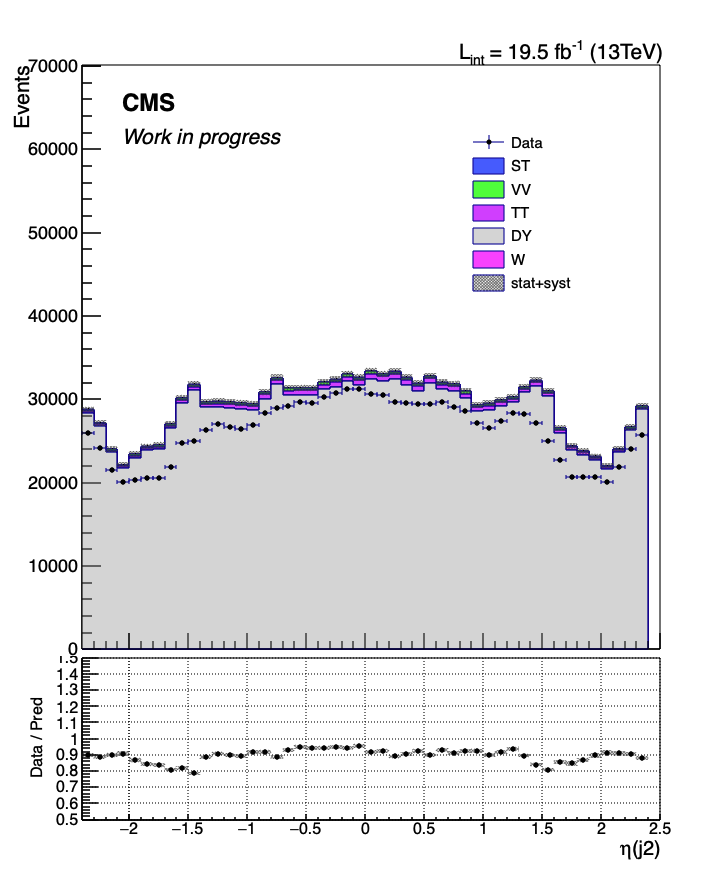 L_int = 19.5 fb⁻¹ (13TeV)
Events
70000
60000
50000
40000
30000
20000
10000
0
CMS
Work in progress
Data
ST
VV
TT
DY
W
stat+syst
Data / Pred
1.5
1.4
1.3
1.2
1.1
1
0.9
0.8
0.7
0.6
0.5
−2 −1.5 −1 −0.5 0 0.5 1 1.5 2 2.5
η(j2)